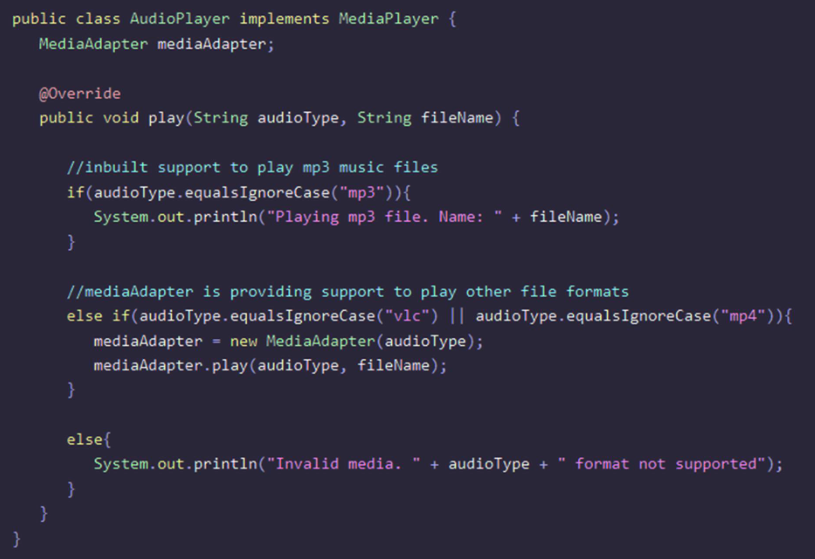 public class AudioPlayer implements MediaPlayer {
   MediaAdapter mediaAdapter;

   @Override
   public void play(String audioType, String fileName) {

      //inbuilt support to play mp3 music files
      if(audioType.equalsIgnoreCase("mp3")){
         System.out.println("Playing mp3 file. Name: " + fileName);
      }

      //mediaAdapter is providing support to play other file formats
      else if(audioType.equalsIgnoreCase("vlc") || audioType.equalsIgnoreCase("mp4")){
         mediaAdapter = new MediaAdapter(audioType);
         mediaAdapter.play(audioType, fileName);
      }

      else{
         System.out.println("Invalid media. " + audioType + " format not supported");
      }
   }
}